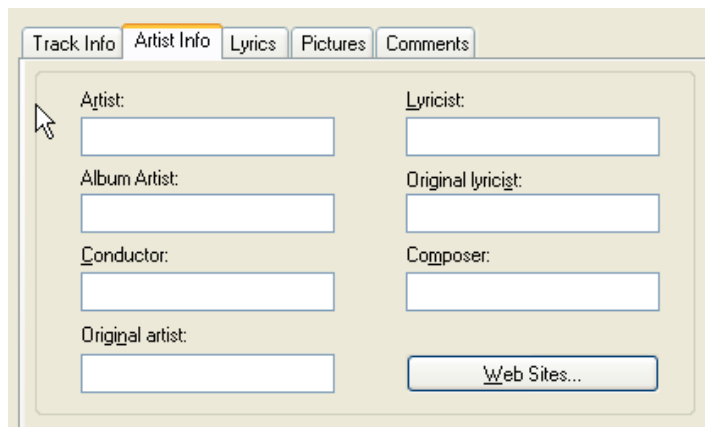 Track Info Artist Info Lyrics Pictures Comments
Artist: Lyricist:
Album Artist: Original lyricist:
Conductor: Composer:
Original artist:
Web Sites...